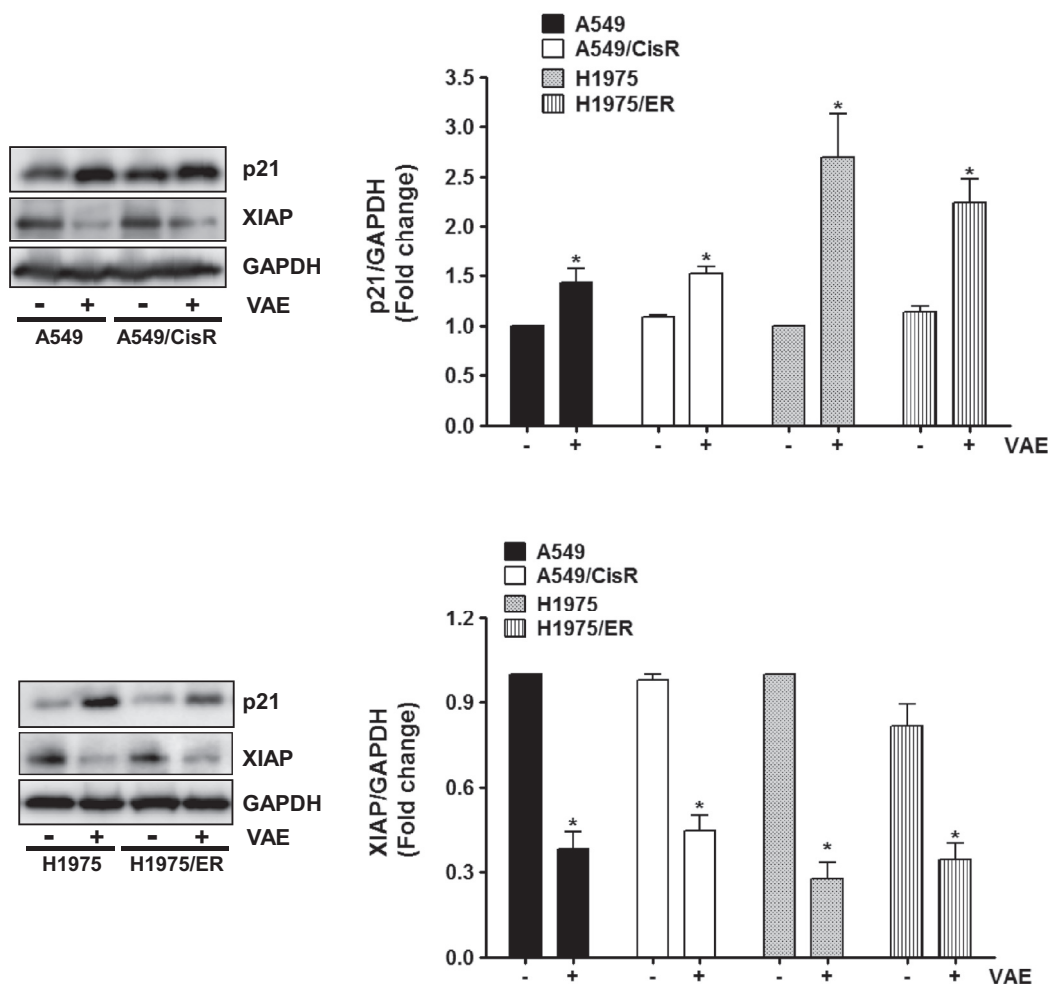 p21
XIAP
GAPDH
- + - + VAE
A549 A549/CisR
A549
A549/CisR
H1975
H1975/ER
p21/GAPDH
(Fold change)
3.5
3.0
2.5
2.0
1.5
1.0
0.5
0.0
* * * *
- + - + - + - + VAE
p21
XIAP
GAPDH
- + - + VAE
H1975 H1975/ER
A549
A549/CisR
H1975
H1975/ER
XIAP/GAPDH
(Fold change)
1.2
0.9
0.6
0.3
0.0
* * * *
- + - + - + - + VAE